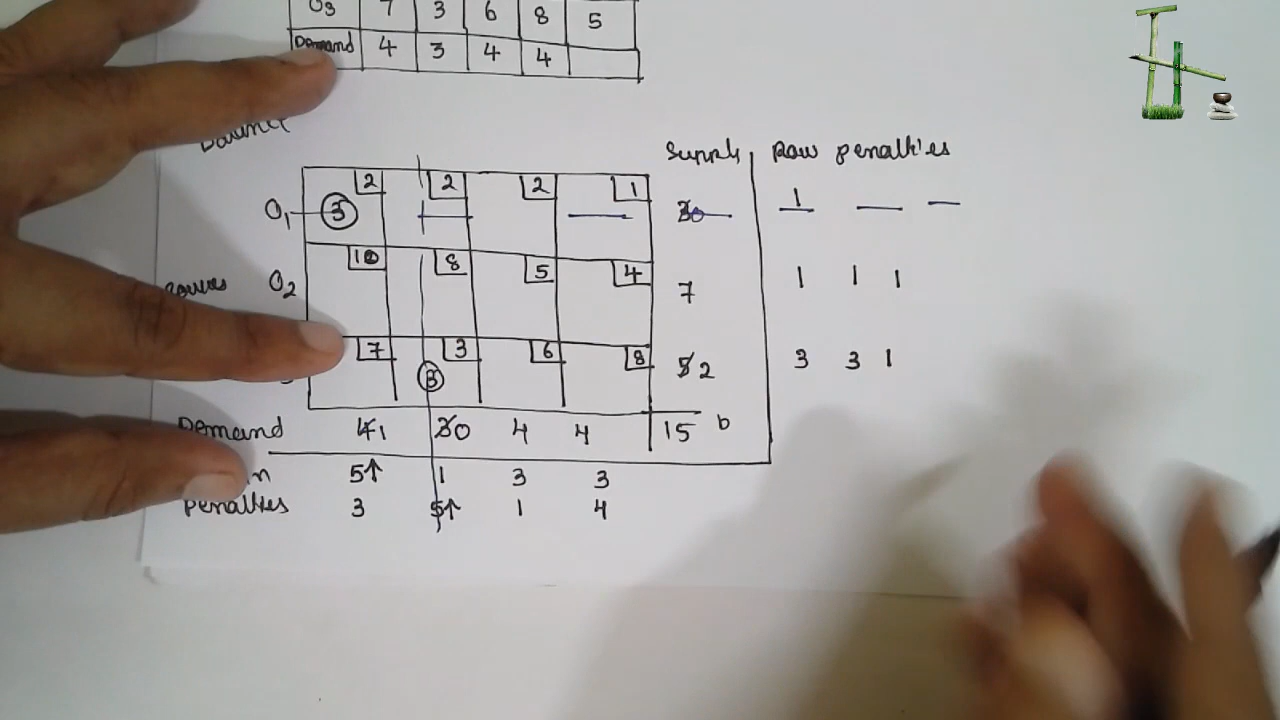 O3 7 3 6 8 5
Demand 4 3 4 4
Supply Row penalties
2 2 2 1
O1 3 30 1 — —
10 8 5 4
O2 7 1 1 1
7 3 6 8
3 5 2 3 3 1
Demand 4 1 3 0 4 4 15 b
n 5↑ 1 3 3
penalties 3 5↑ 1 4